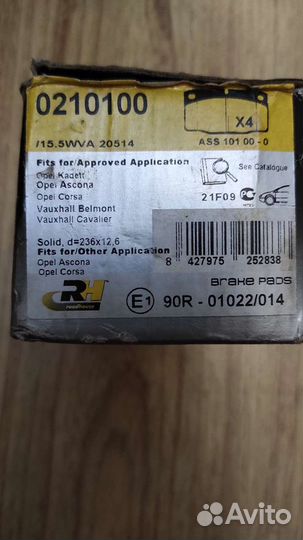 0210100
X4
/15.5WVA 20514
ASS 101 00 - 0
Fits for Approved Application
Opel Kadett
Opel Ascona
Opel Corsa
Vauxhall Belmont
Vauxhall Cavalier
See Catalogue
21F09
Solid, d=236x12,6
Fits for/Other Application
Opel Ascona
Opel Corsa
8 427975 252838
BRAKE PADS
RH
roadhouse
E1 90R - 01022/014
Avito